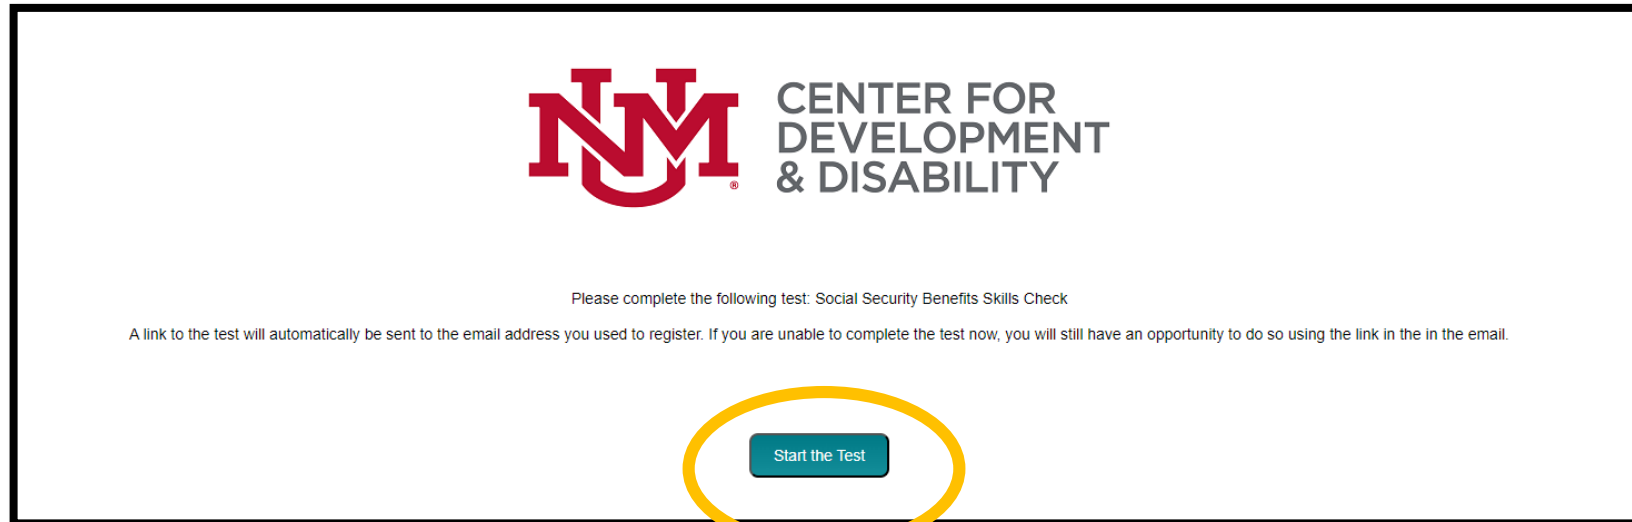 UNM ®
CENTER FOR
DEVELOPMENT
& DISABILITY
Please complete the following test: Social Security Benefits Skills Check
A link to the test will automatically be sent to the email address you used to register. If you are unable to complete the test now, you will still have an opportunity to do so using the link in the in the email.
Start the Test